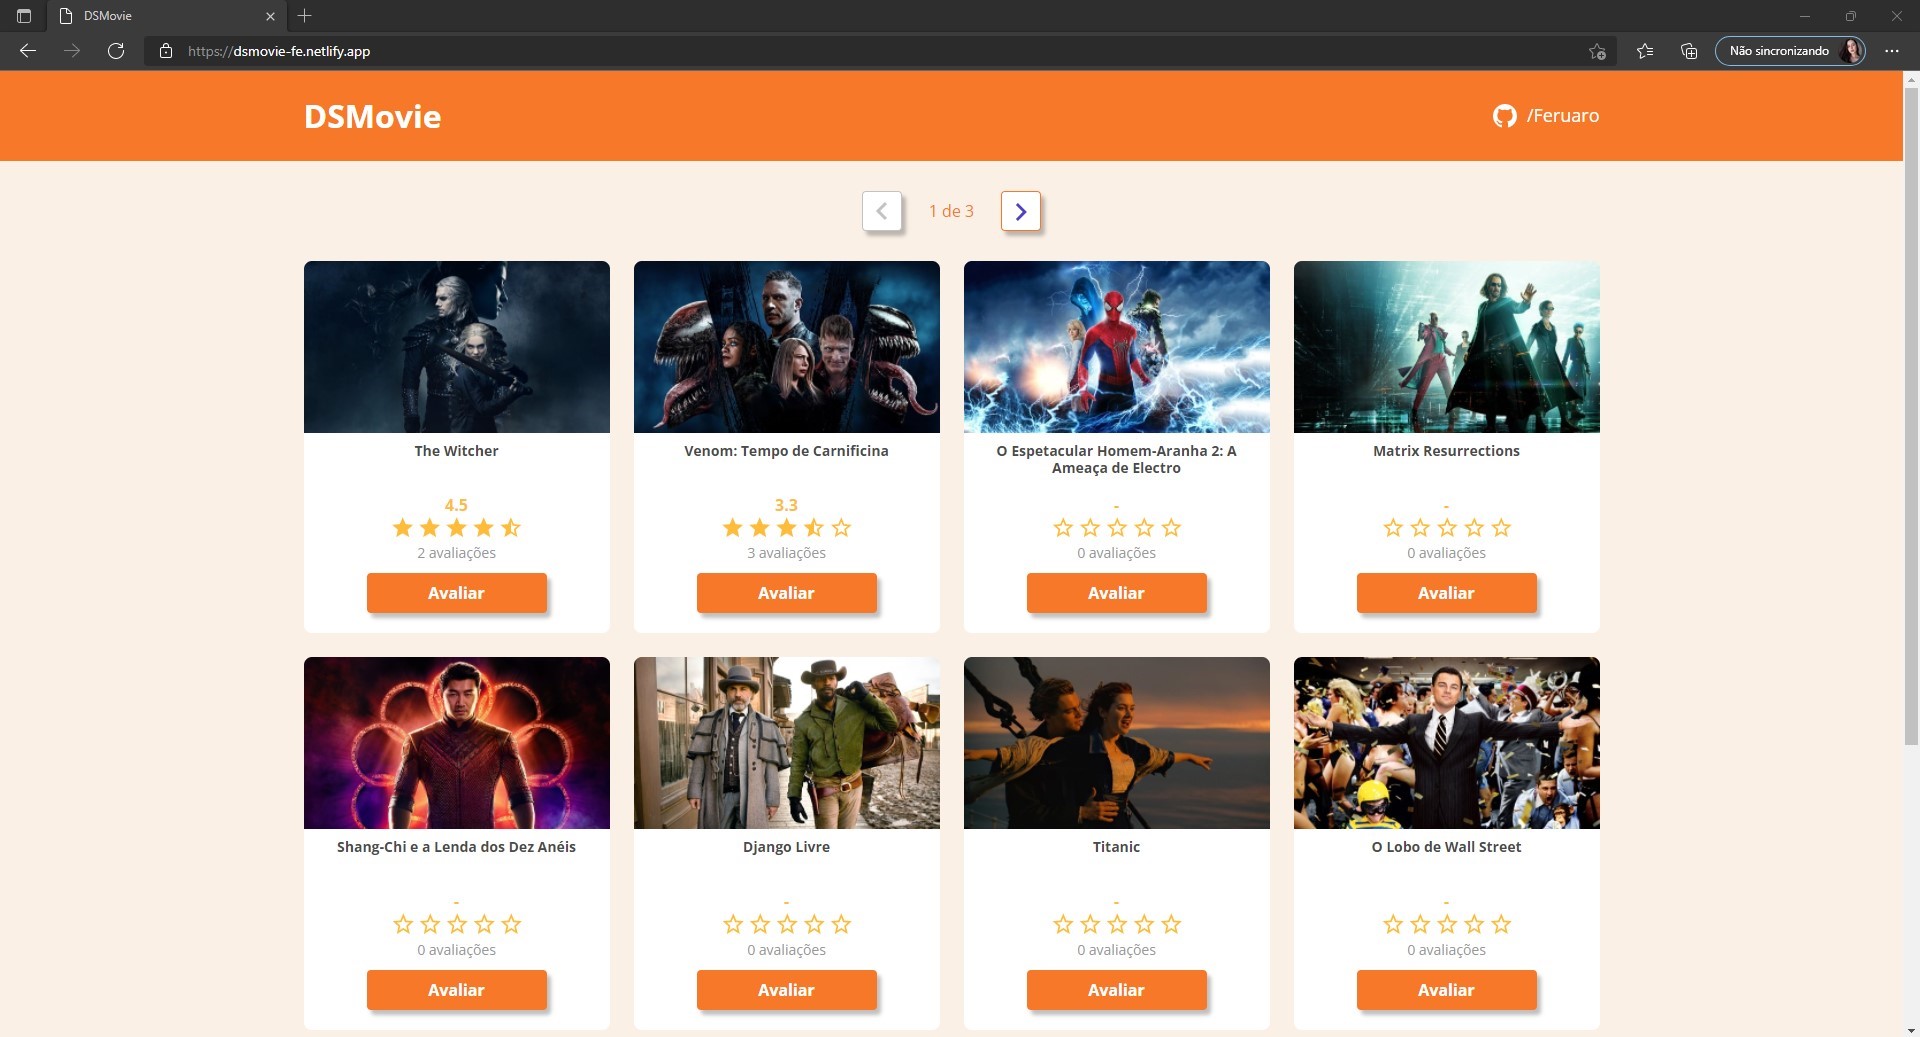 DSMovie
https://dsmovie-fe.netlify.app
Não sincronizando
DSMovie
/Feruaro
1 de 3
The Witcher
4.5
2 avaliações
Avaliar
Venom: Tempo de Carnificina
3.3
3 avaliações
Avaliar
O Espetacular Homem-Aranha 2: A
Ameaça de Electro
-
0 avaliações
Avaliar
Matrix Resurrections
-
0 avaliações
Avaliar
Shang-Chi e a Lenda dos Dez Anéis
-
0 avaliações
Avaliar
Django Livre
-
0 avaliações
Avaliar
Titanic
-
0 avaliações
Avaliar
O Lobo de Wall Street
-
0 avaliações
Avaliar